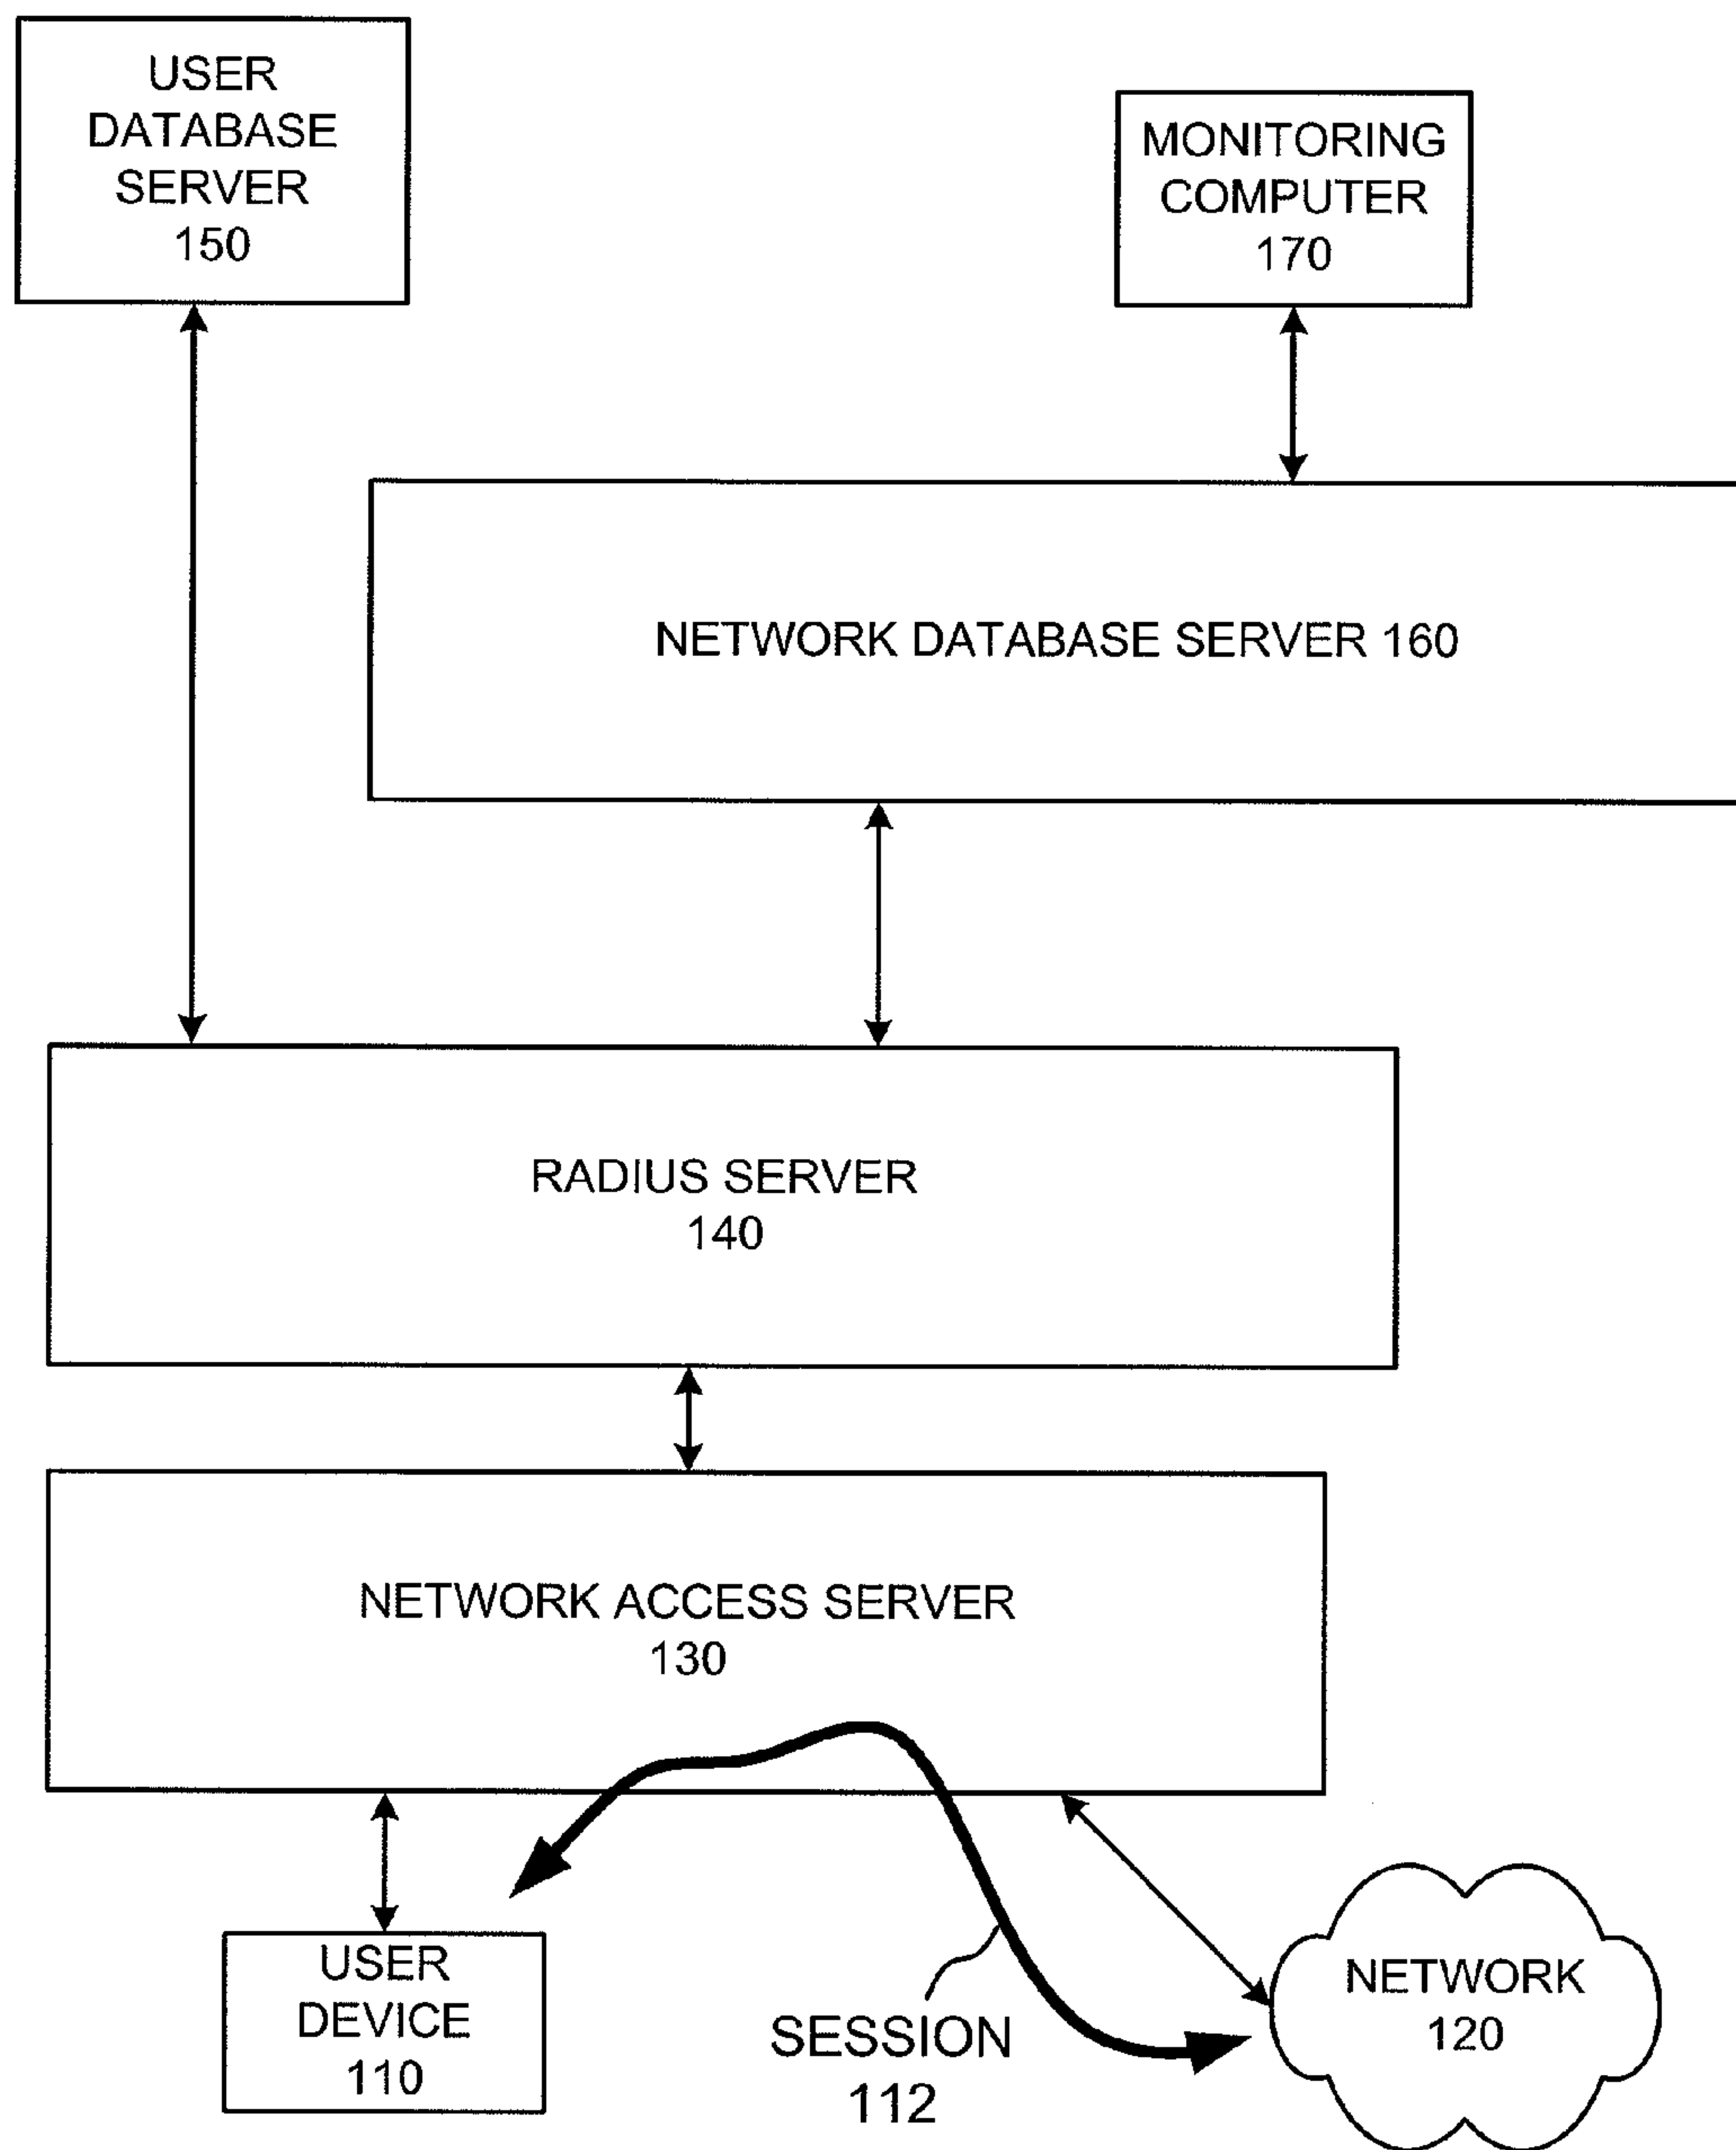 USER
DATABASE
SERVER
150
MONITORING
COMPUTER
170
NETWORK DATABASE SERVER 160
RADIUS SERVER
140
NETWORK ACCESS SERVER
130
USER
DEVICE
110
SESSION
112
NETWORK
120